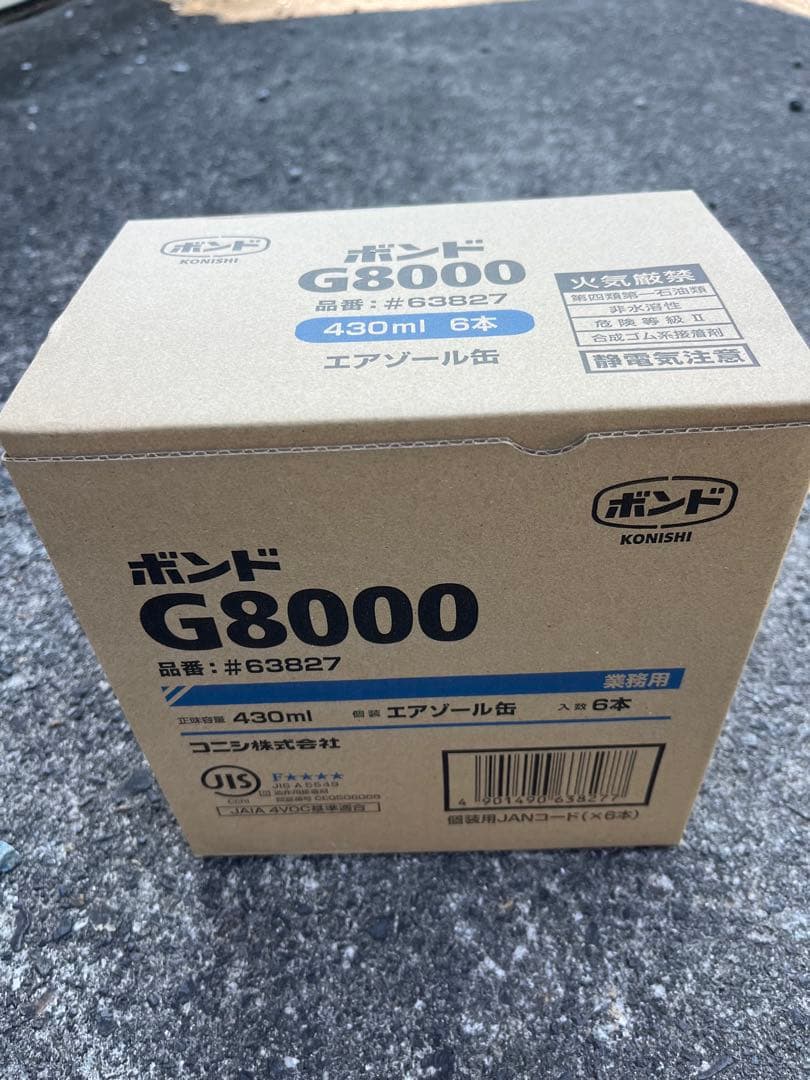 ボンド
KONISHI
ボンド
G8000
品番：#63827
430ml 6本
エアゾール缶
火気厳禁
第四類第一石油類
非水溶性
危険等級Ⅱ
合成ゴム系接着剤
静電気注意
ボンド
KONISHI
ボンド
G8000
品番：#63827
業務用
正味容量 430ml 個装 エアゾール缶 入数 6本
コニシ株式会社
JIS
F★★★★
JIS A 5549
JAIA 4VOC基準適合
4 901490 638277
個装用JANコード(×6本)